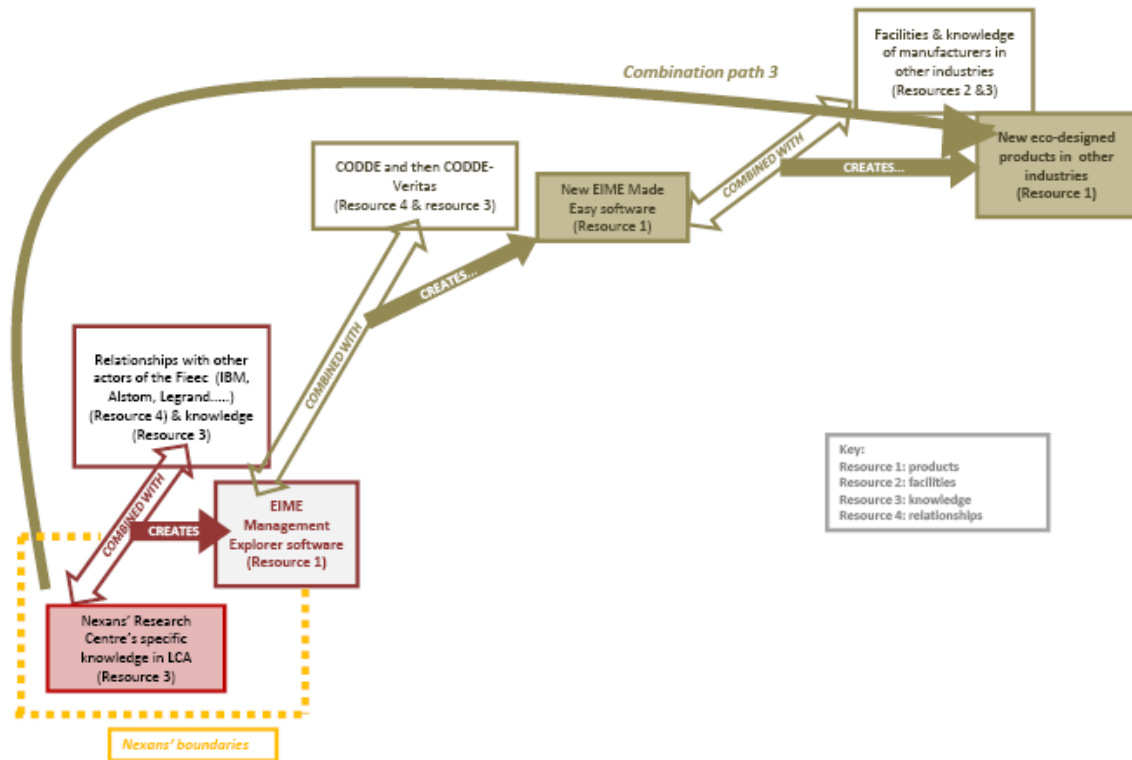 Facilities & knowledge
of manufacturers in
other industries
(Resources 2 &3)
Combination path 3
New eco-designed
products in other
industries
(Resource 1)
COMBINED WITH
CREATES...
CODDE and then CODDE-
Veritas
(Resource 4 & resource 3)
New EIME Made
Easy software
(Resource 1)
CREATES...
COMBINED WITH
Relationships with other
actors of the Fieec (IBM,
Alstom, Legrand.....)
(Resource 4) & knowledge
(Resource 3)
Key:
Resource 1: products
Resource 2: facilities
Resource 3: knowledge
Resource 4: relationships
COMBINED WITH
CREATES
EIME
Management
Explorer software
(Resource 1)
Nexans' Research
Centre's specific
knowledge in LCA
(Resource 3)
Nexans' boundaries